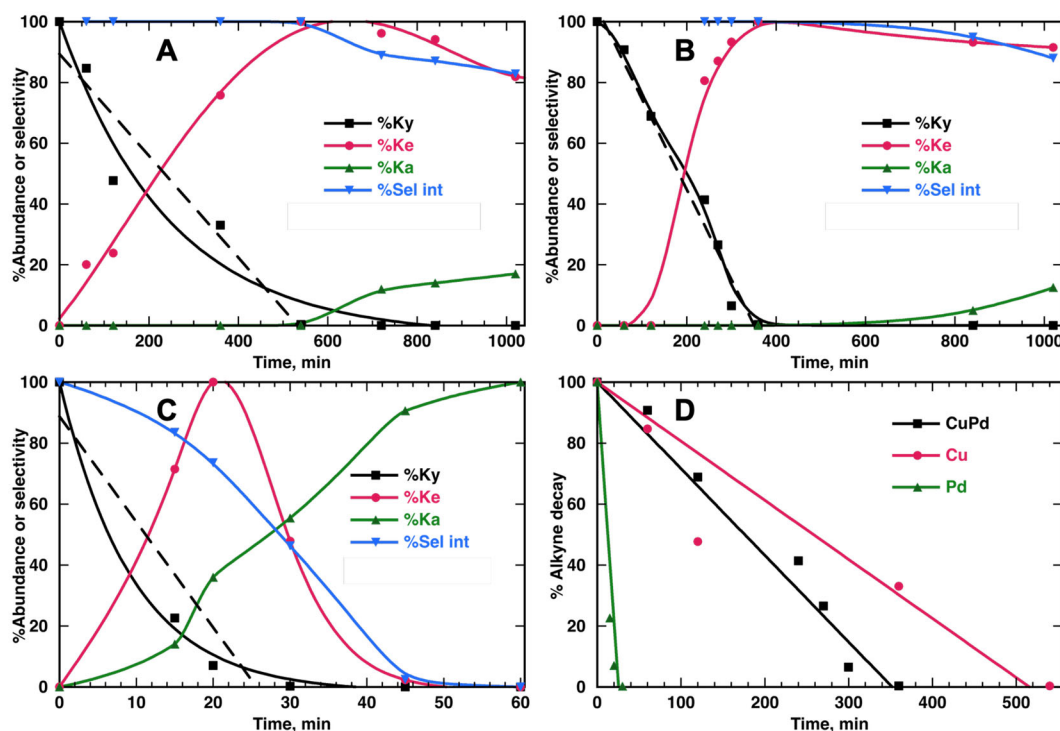 A
%Abundance or selectivity
100
80
60
40
20
0
%Ky
%Ke
%Ka
%Sel int
0 200 400 600 800 1000
Time, min
B
%Abundance or selectivity
100
80
60
40
20
0
%Ky
%Ke
%Ka
%Sel int
0 200 400 600 800 1000
Time, min
C
%Abundance or selectivity
100
80
60
40
20
0
%Ky
%Ke
%Ka
%Sel int
0 10 20 30 40 50 60
Time, min
D
% Alkyne decay
100
80
60
40
20
0
CuPd
Cu
Pd
0 100 200 300 400 500
Time, min